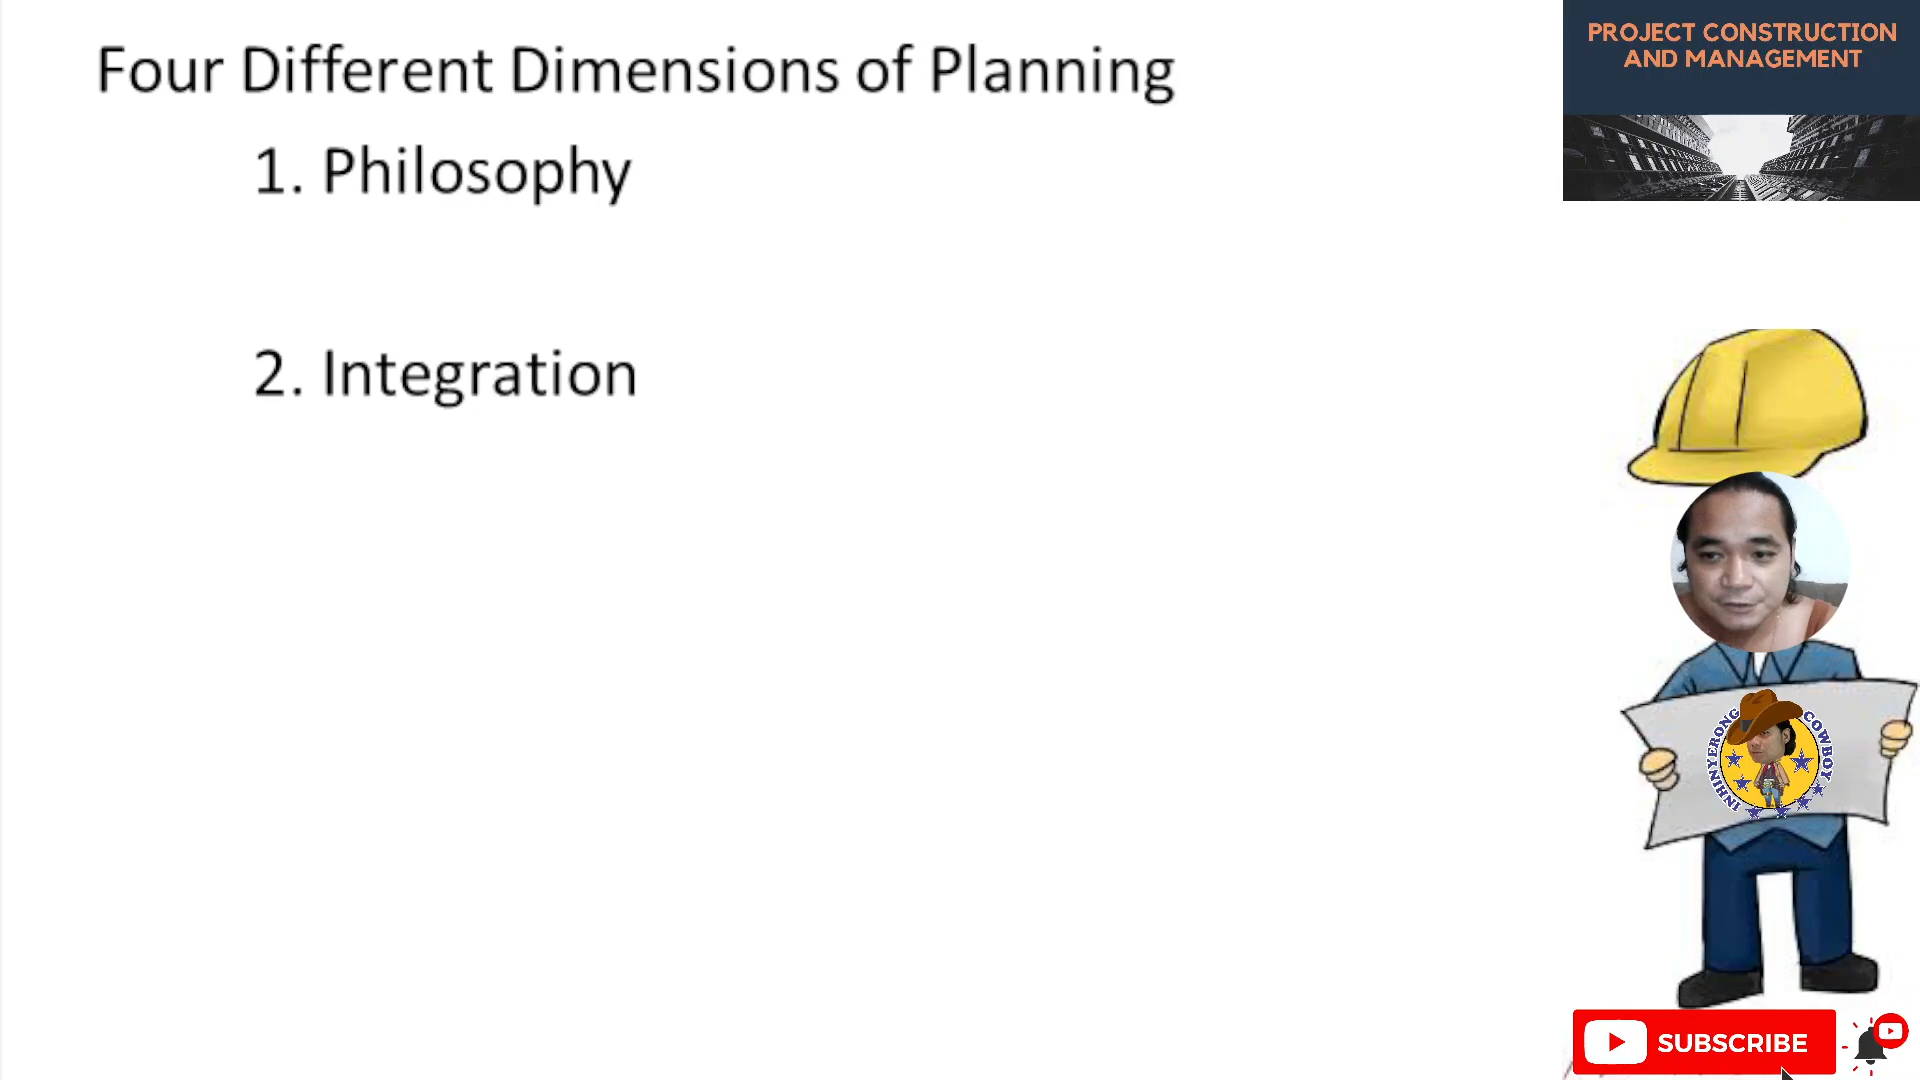 Four Different Dimensions of Planning
1. Philosophy
2. Integration
PROJECT CONSTRUCTION
AND MANAGEMENT
INHINYERONG COWBOY
SUBSCRIBE